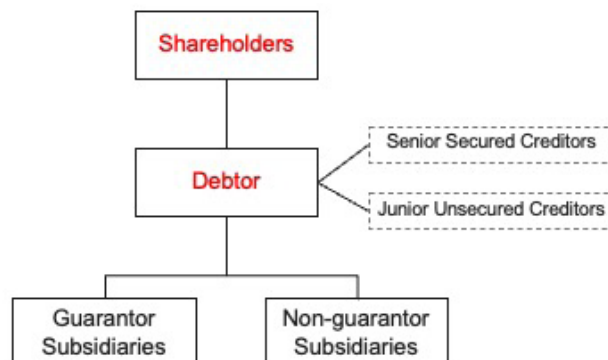 Shareholders
Senior Secured Creditors
Debtor
Junior Unsecured Creditors
Guarantor
Subsidiaries
Non-guarantor
Subsidiaries